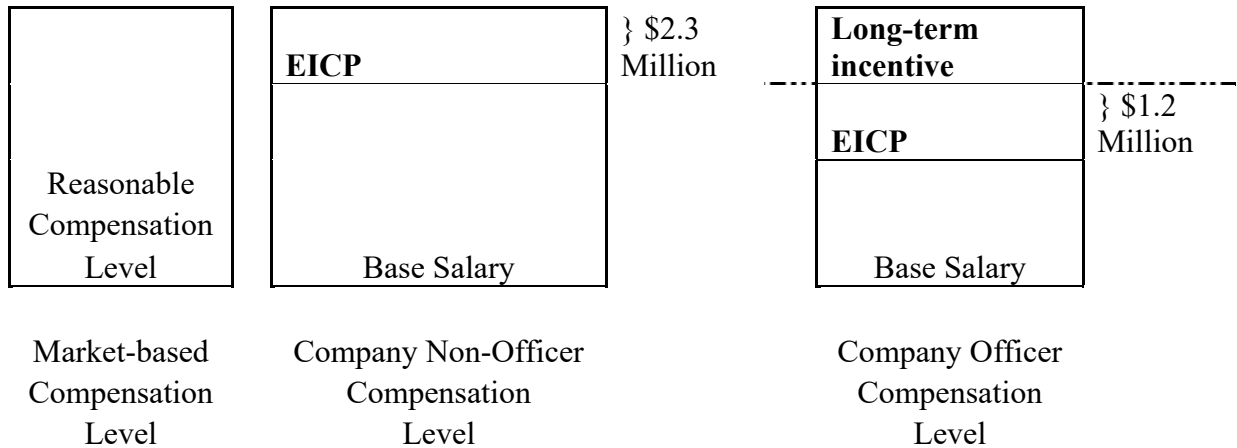 Reasonable
Compensation
Level
Market-based
Compensation
Level
EICP
Base Salary
} $2.3
Million
Company Non-Officer
Compensation
Level
Long-term
incentive
EICP
Base Salary
} $1.2
Million
Company Officer
Compensation
Level